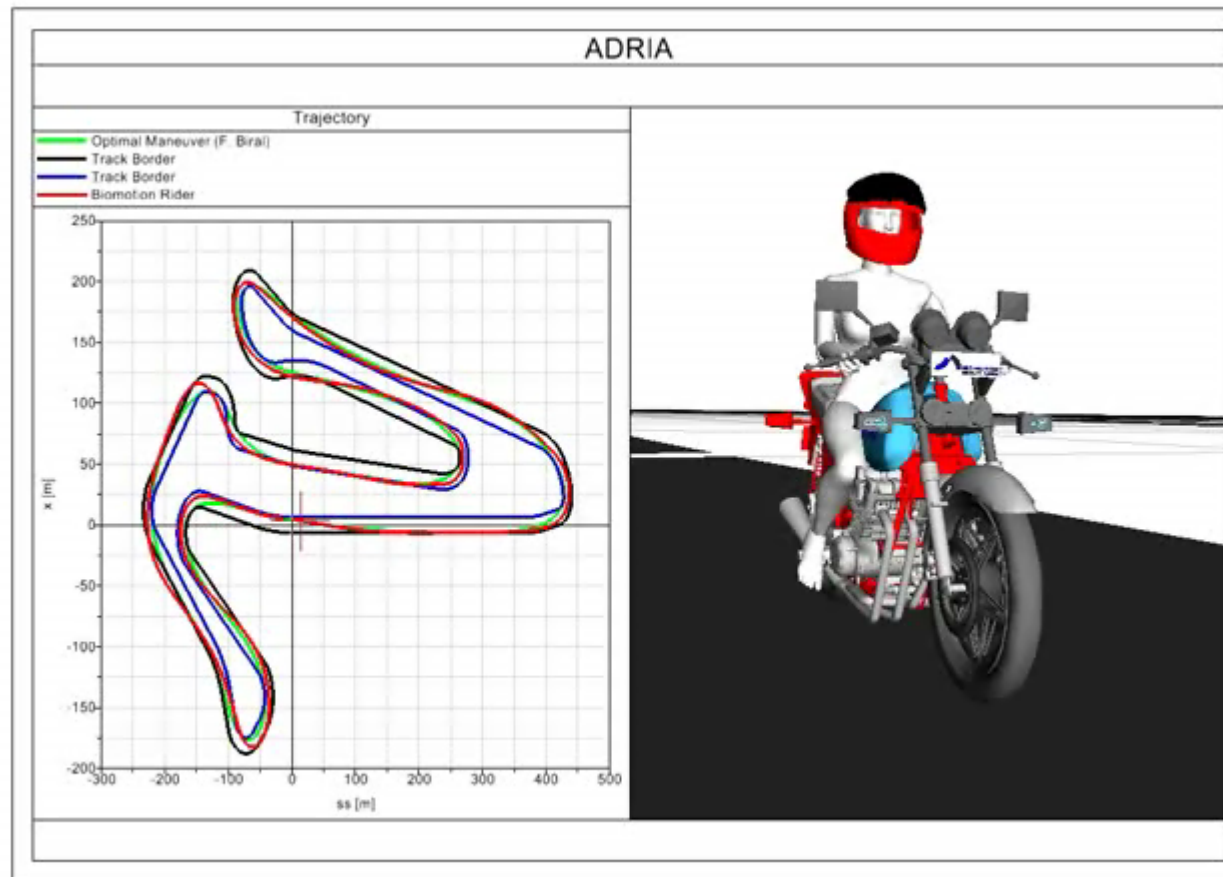 ADRIA
Trajectory
Optimal Maneuver (F. Biral)
Track Border
Track Border
Biomotion Rider
250
200
150
100
50
0
-50
-100
-150
-200
x [m]
-300 -200 -100 0 100 200 300 400 500
ss [m]